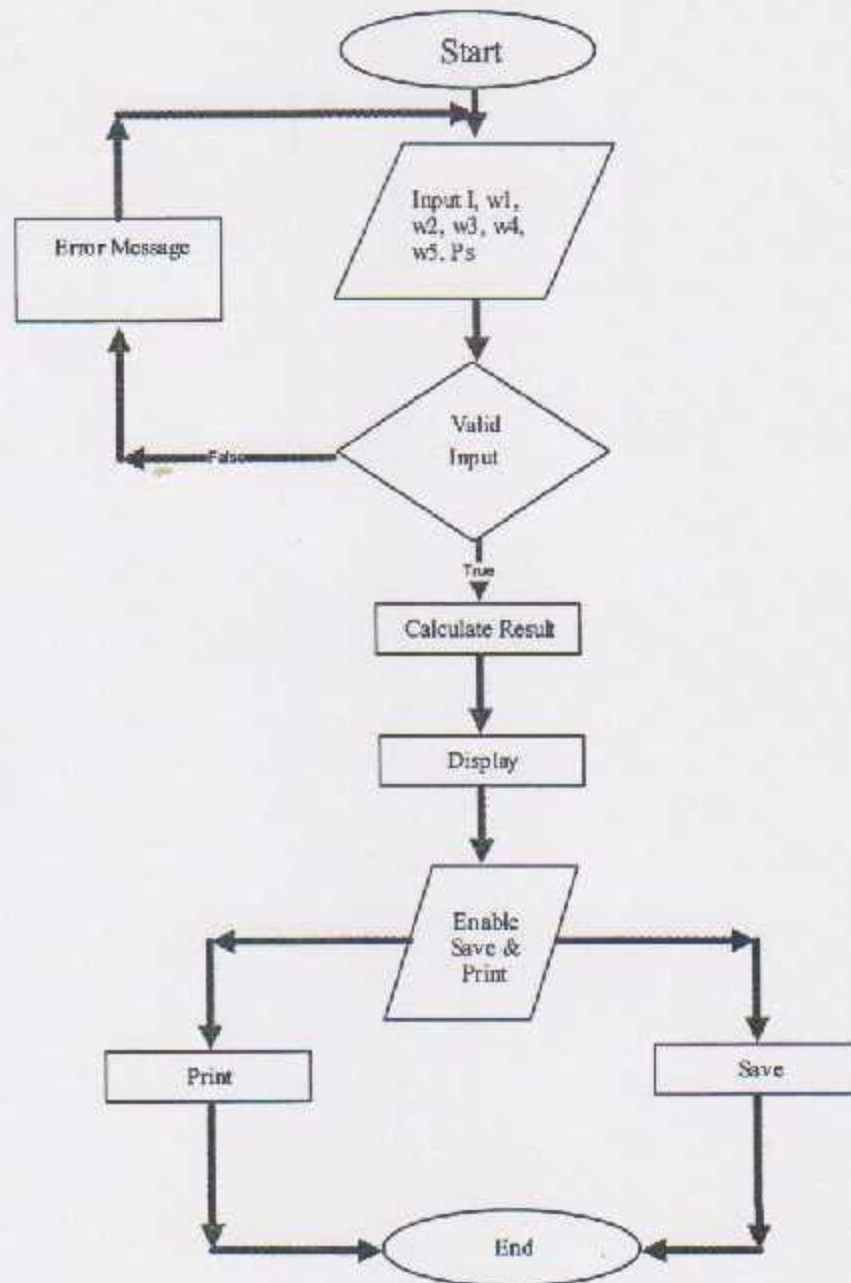 Start
Input I, w1,
w2, w3, w4,
w5, Ps
Error Message
Valid
Input
False
True
Calculate Result
Display
Enable
Save &
Print
Print
Save
End